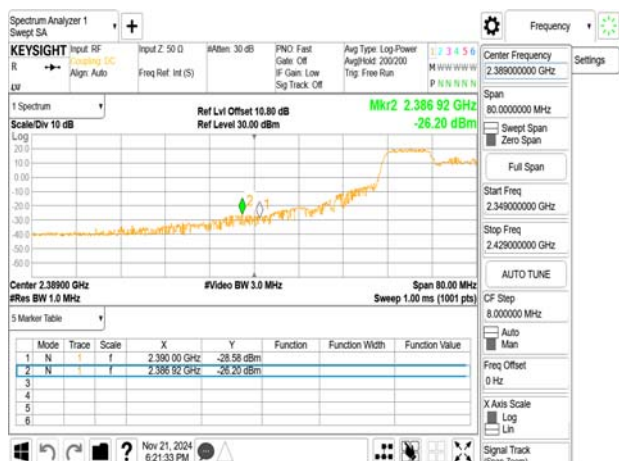 Spectrum Analyzer 1
Swept SA
Frequency
KEYSIGHT
Input: RF
Input Z: 50 Ω
#Atten: 30 dB
PNO: Fast
Avg Type: Log-Power
1 2 3 4 5 6
R
Coupling: DC
Gate: Off
Avg|Hold: 200/200
M W W W W W
Align: Auto
Freq Ref: Int (S)
IF Gain: Low
Trig: Free Run
Sig Track: Off
P N N N N N
Center Frequency
2.389000000 GHz
Settings
Span
80.0000000 MHz
Swept Span
Zero Span
Full Span
Start Freq
2.349000000 GHz
Stop Freq
2.429000000 GHz
AUTO TUNE
CF Step
8.000000 MHz
Auto
Man
Freq Offset
0 Hz
X Axis Scale
Log
Lin
Signal Track
1 Spectrum
Ref Lvl Offset 10.80 dB
Mkr2 2.386 92 GHz
Scale/Div 10 dB
Ref Level 30.00 dBm
-26.20 dBm
Log
20.0
10.0
0.00
-10.0
-20.0
-30.0
-40.0
-50.0
-60.0
2
1
Center 2.38900 GHz
#Video BW 3.0 MHz
Span 80.00 MHz
#Res BW 1.0 MHz
Sweep 1.00 ms (1001 pts)
5 Marker Table
Mode Trace Scale X Y Function Function Width Function Value
1 N 1 f 2.390 00 GHz -28.58 dBm
2 N 1 f 2.386 92 GHz -26.20 dBm
3
4
5
6
?
Nov 21, 2024
6:21:33 PM